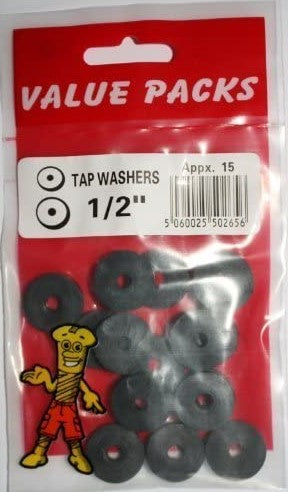 VALUE PACKS
TAP WASHERS
1/2"
Appx. 15
5 060025 502656